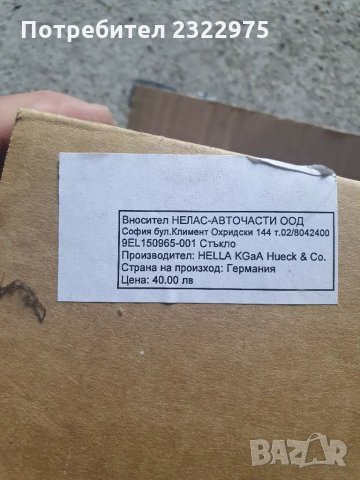 Потребител 2322975
Вносител НЕЛАС-АВТОЧАСТИ ООД
София бул.Климент Охридски 144 т.02/8042400
9EL150965-001 Стъкло
Производител: HELLA KGaA Hueck & Co.
Страна на произход: Германия
Цена: 40.00 лв
BAZAR